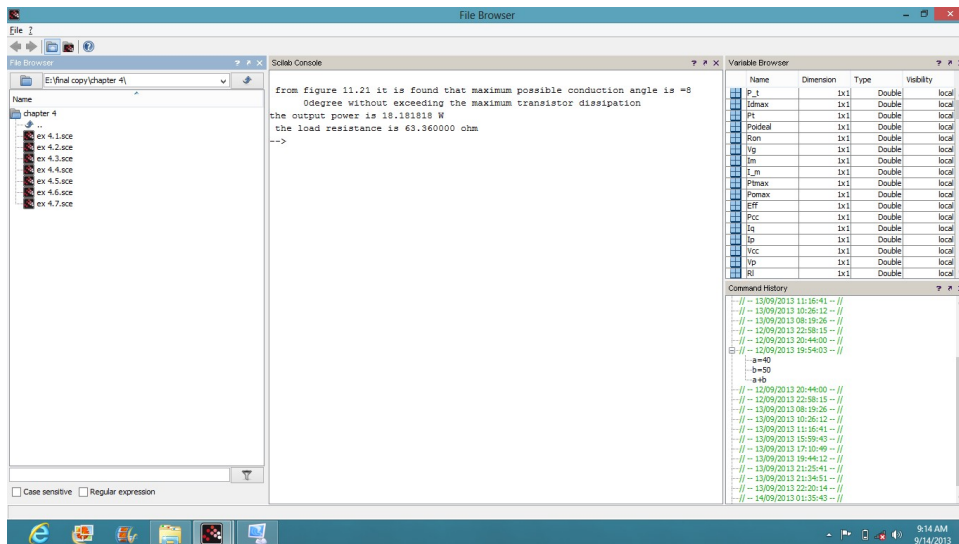 File Browser
File ?
File Browser
E:\final copy\chapter 4\
Name
chapter 4
..
ex 4.1.sce
ex 4.2.sce
ex 4.3.sce
ex 4.4.sce
ex 4.5.sce
ex 4.6.sce
ex 4.7.sce
Case sensitive Regular expression
Scilab Console
from figure 11.21 it is found that maximum possible conduction angle is =8
0degree without exceeding the maximum transistor dissipation
the output power is 18.181818 W
the load resistance is 63.360000 ohm
-->
Variable Browser
Name Dimension Type Visibility
P_t 1x1 Double local
Idmax 1x1 Double local
Pt 1x1 Double local
Poideal 1x1 Double local
Ron 1x1 Double local
Vg 1x1 Double local
Im 1x1 Double local
I_m 1x1 Double local
Ptmax 1x1 Double local
Pomax 1x1 Double local
Eff 1x1 Double local
Pcc 1x1 Double local
Iq 1x1 Double local
Ip 1x1 Double local
Vcc 1x1 Double local
Vp 1x1 Double local
Rl 1x1 Double local
Command History
// -- 13/09/2013 11:16:41 -- //
// -- 13/09/2013 10:26:12 -- //
// -- 13/09/2013 08:19:26 -- //
// -- 12/09/2013 22:58:15 -- //
// -- 12/09/2013 20:44:00 -- //
// -- 12/09/2013 19:54:03 -- //
a=40
b=50
a+b
// -- 12/09/2013 20:44:00 -- //
// -- 12/09/2013 22:58:15 -- //
// -- 13/09/2013 08:19:26 -- //
// -- 13/09/2013 10:26:12 -- //
// -- 13/09/2013 11:16:41 -- //
// -- 13/09/2013 15:59:43 -- //
// -- 13/09/2013 17:10:49 -- //
// -- 13/09/2013 19:44:12 -- //
// -- 13/09/2013 21:25:41 -- //
// -- 13/09/2013 21:34:51 -- //
// -- 13/09/2013 22:20:14 -- //
// -- 14/09/2013 01:35:43 -- //
9:14 AM
9/14/2013